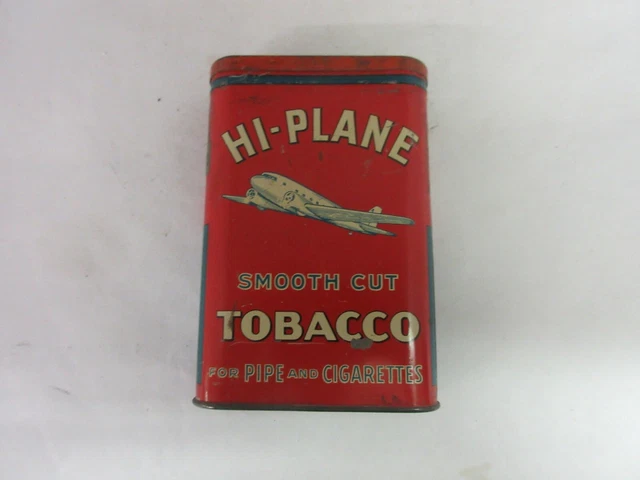 HI-PLANE
SMOOTH CUT
TOBACCO
FOR PIPE AND CIGARETTES